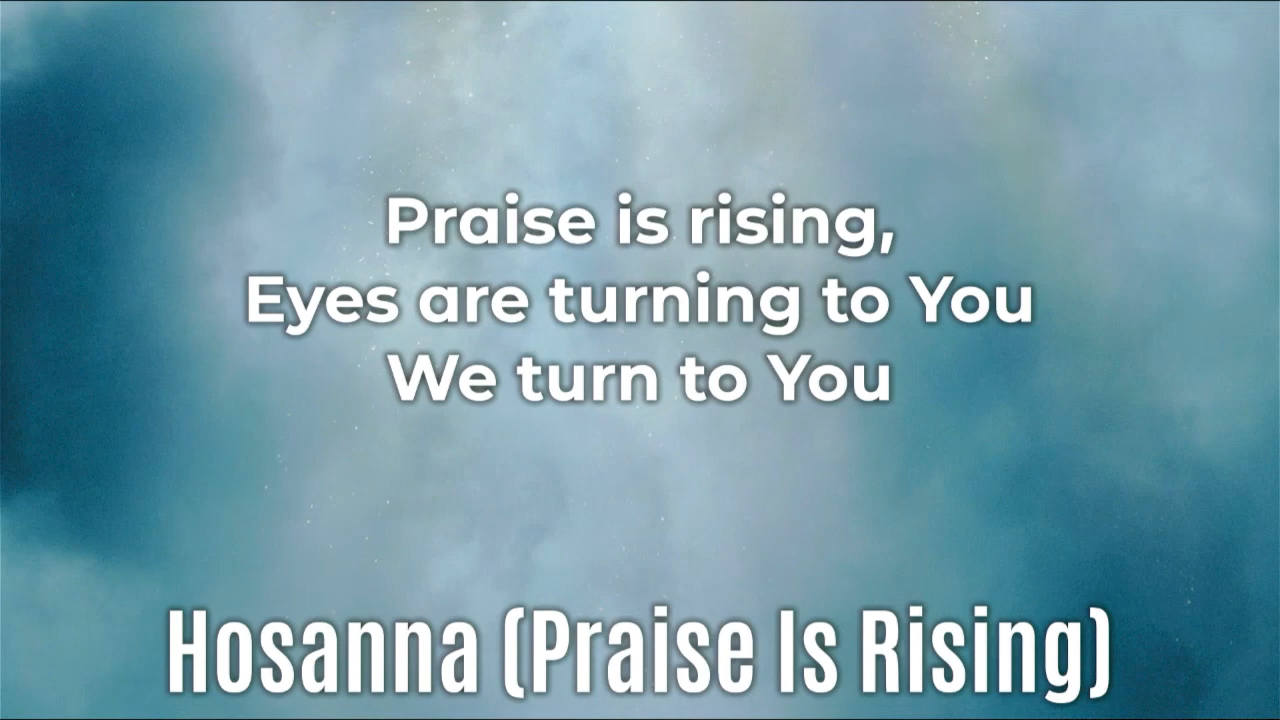 Praise is rising,
Eyes are turning to You
We turn to You
Hosanna (Praise Is Rising)